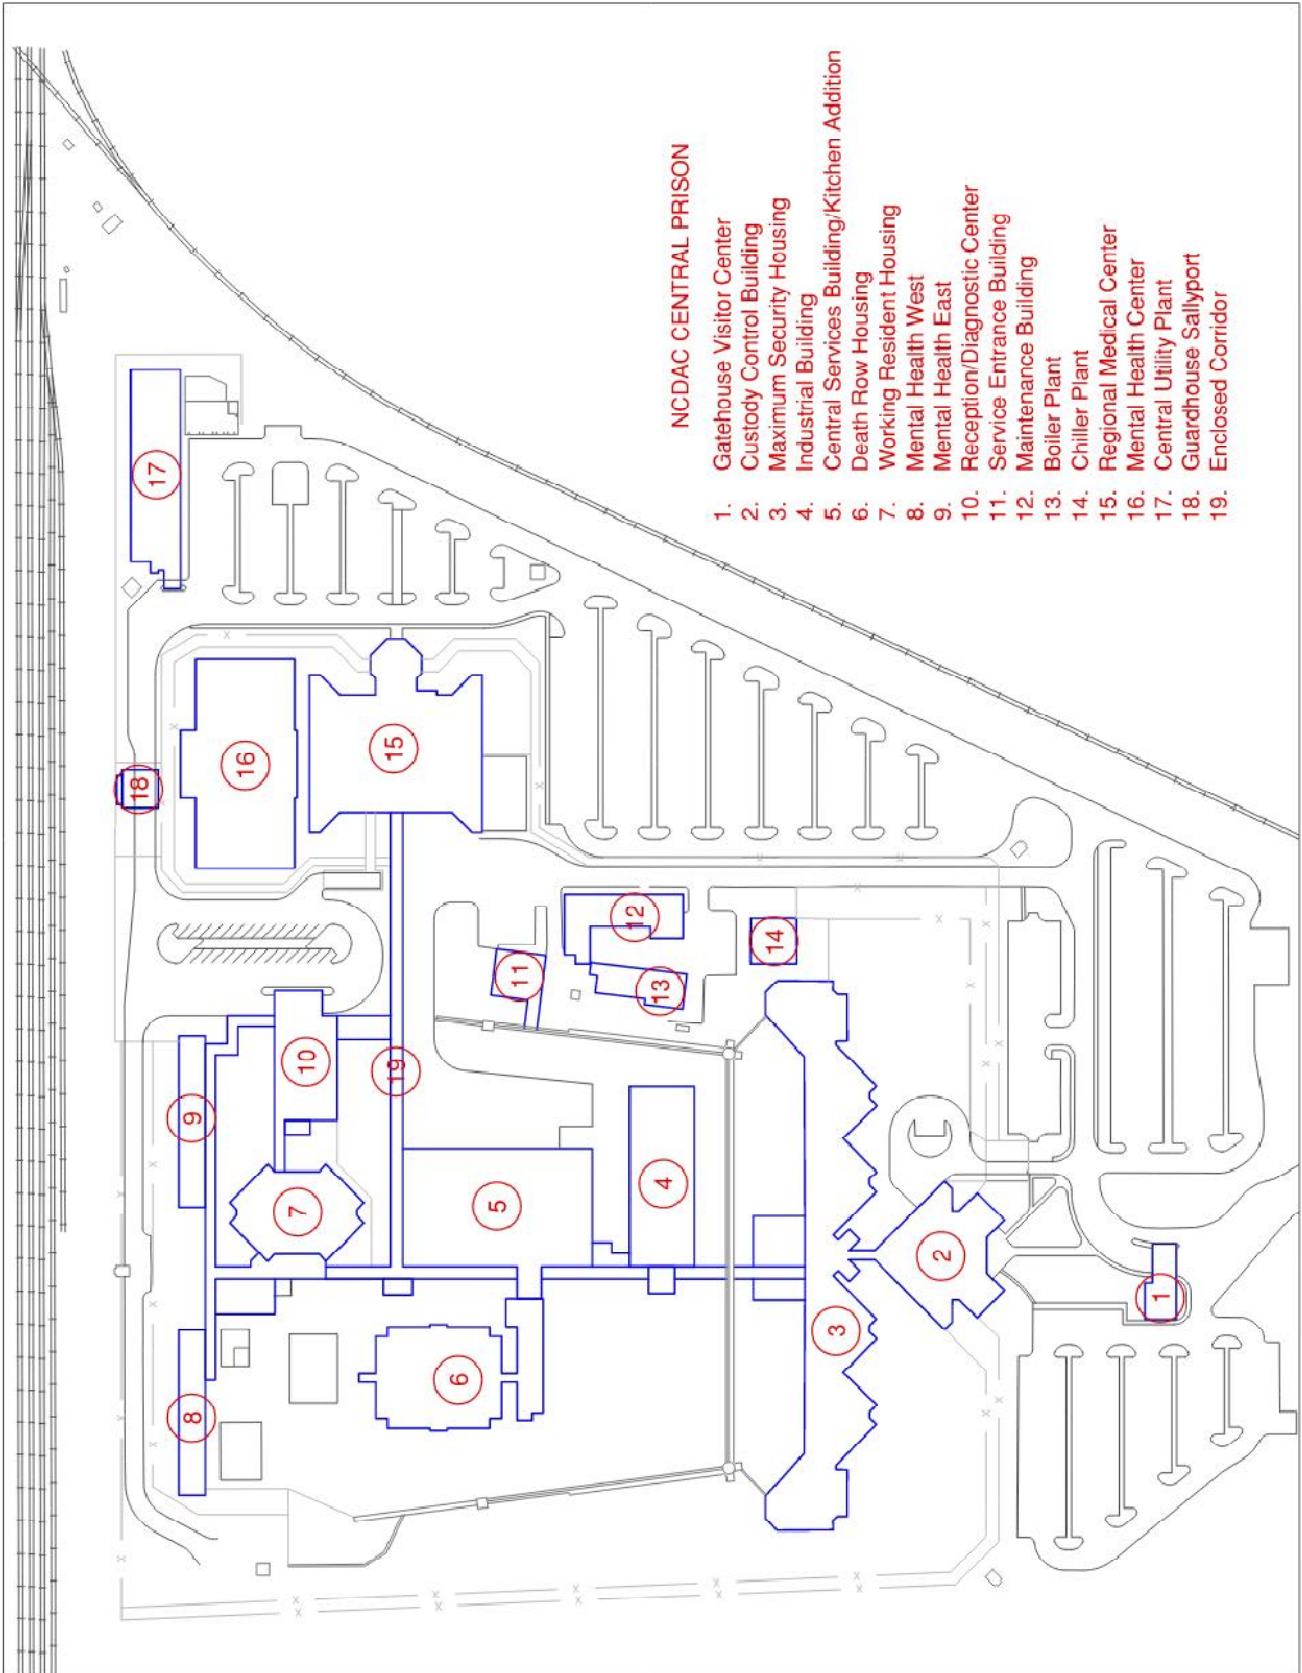 NCDAC CENTRAL PRISON
1. Gatehouse Visitor Center
2. Custody Control Building
3. Maximum Security Housing
4. Industrial Building
5. Central Services Building/Kitchen Addition
6. Death Row Housing
7. Working Resident Housing
8. Mental Health West
9. Mental Health East
10. Reception/Diagnostic Center
11. Service Entrance Building
12. Maintenance Building
13. Boiler Plant
14. Chiller Plant
15. Regional Medical Center
16. Mental Health Center
17. Central Utility Plant
18. Guardhouse Sallyport
19. Enclosed Corridor
8
9
18
17
16
7
10
6
19
15
5
11
4
13
12
14
3
2
1